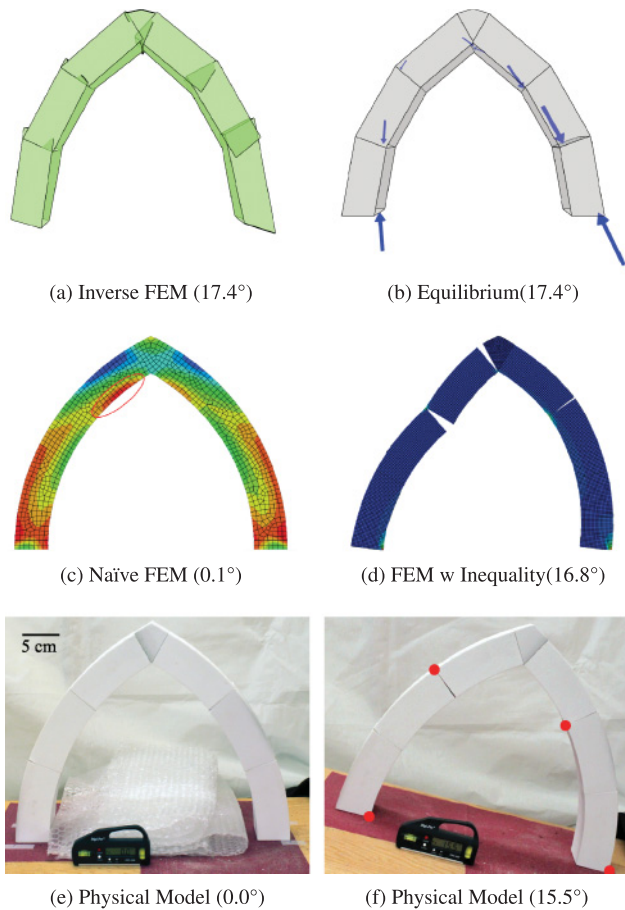 (a) Inverse FEM (17.4°)
(b) Equilibrium(17.4°)
(c) Naïve FEM (0.1°)
(d) FEM w Inequality(16.8°)
5 cm
(e) Physical Model (0.0°)
(f) Physical Model (15.5°)